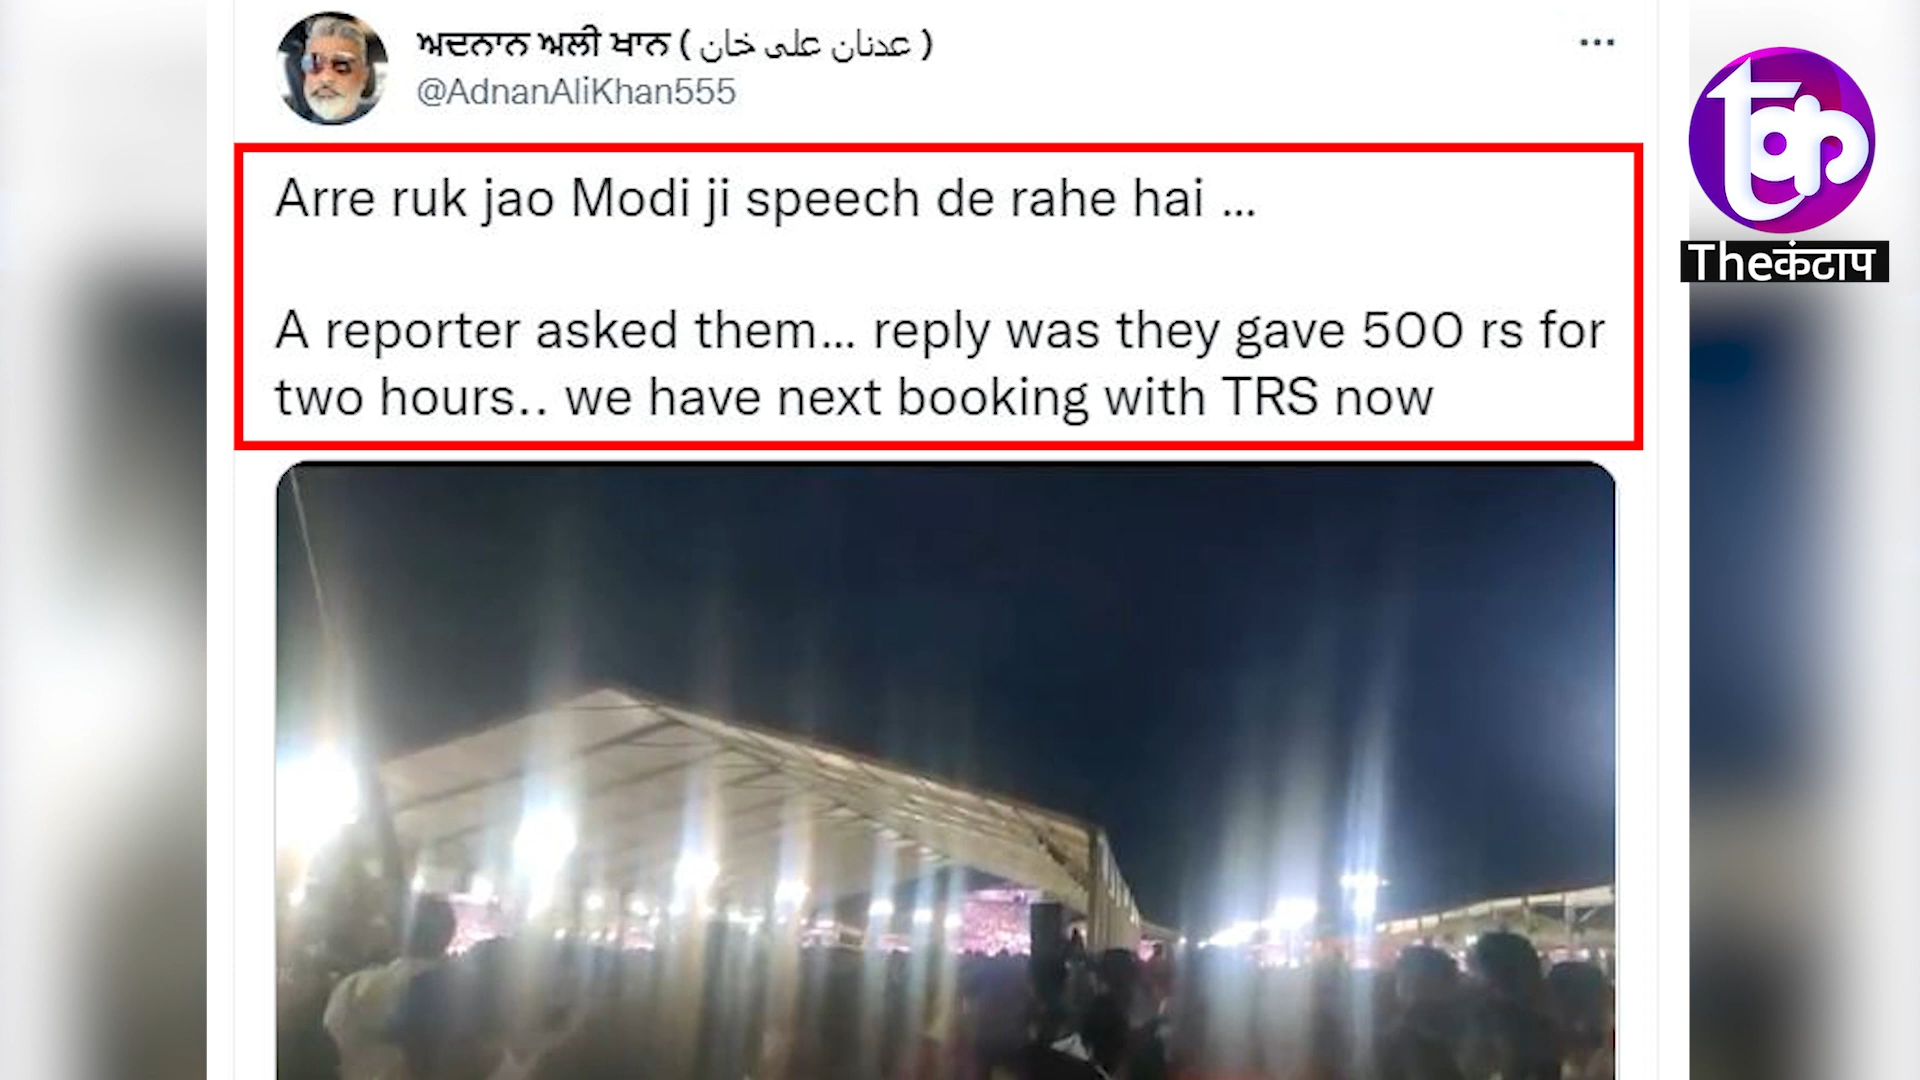 ਅਦਨਾਨ ਅਲੀ ਖਾਨ ( عدنان علی خان )
@AdnanAliKhan555
Arre ruk jao Modi ji speech de rahe hai ...
A reporter asked them... reply was they gave 500 rs for
two hours.. we have next booking with TRS now
Theकंटाप